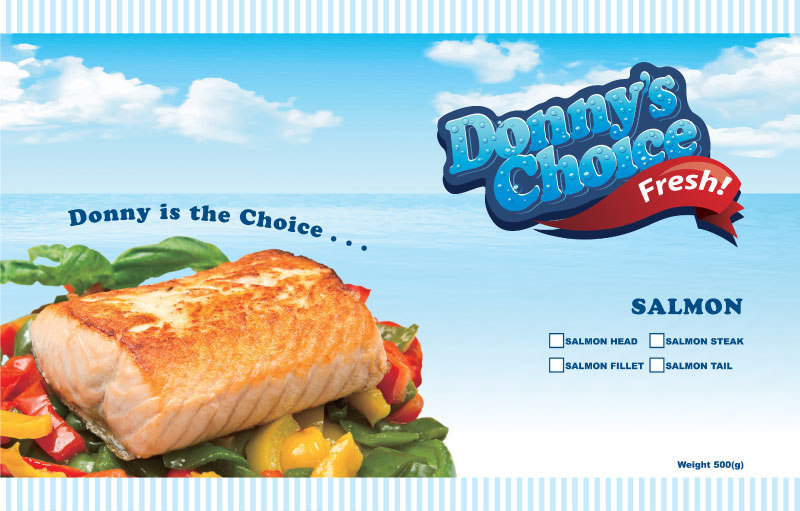 Donny's
Choice
Fresh!
Donny is the Choice . . .
SALMON
SALMON HEAD
SALMON STEAK
SALMON FILLET
SALMON TAIL
Weight 500(g)